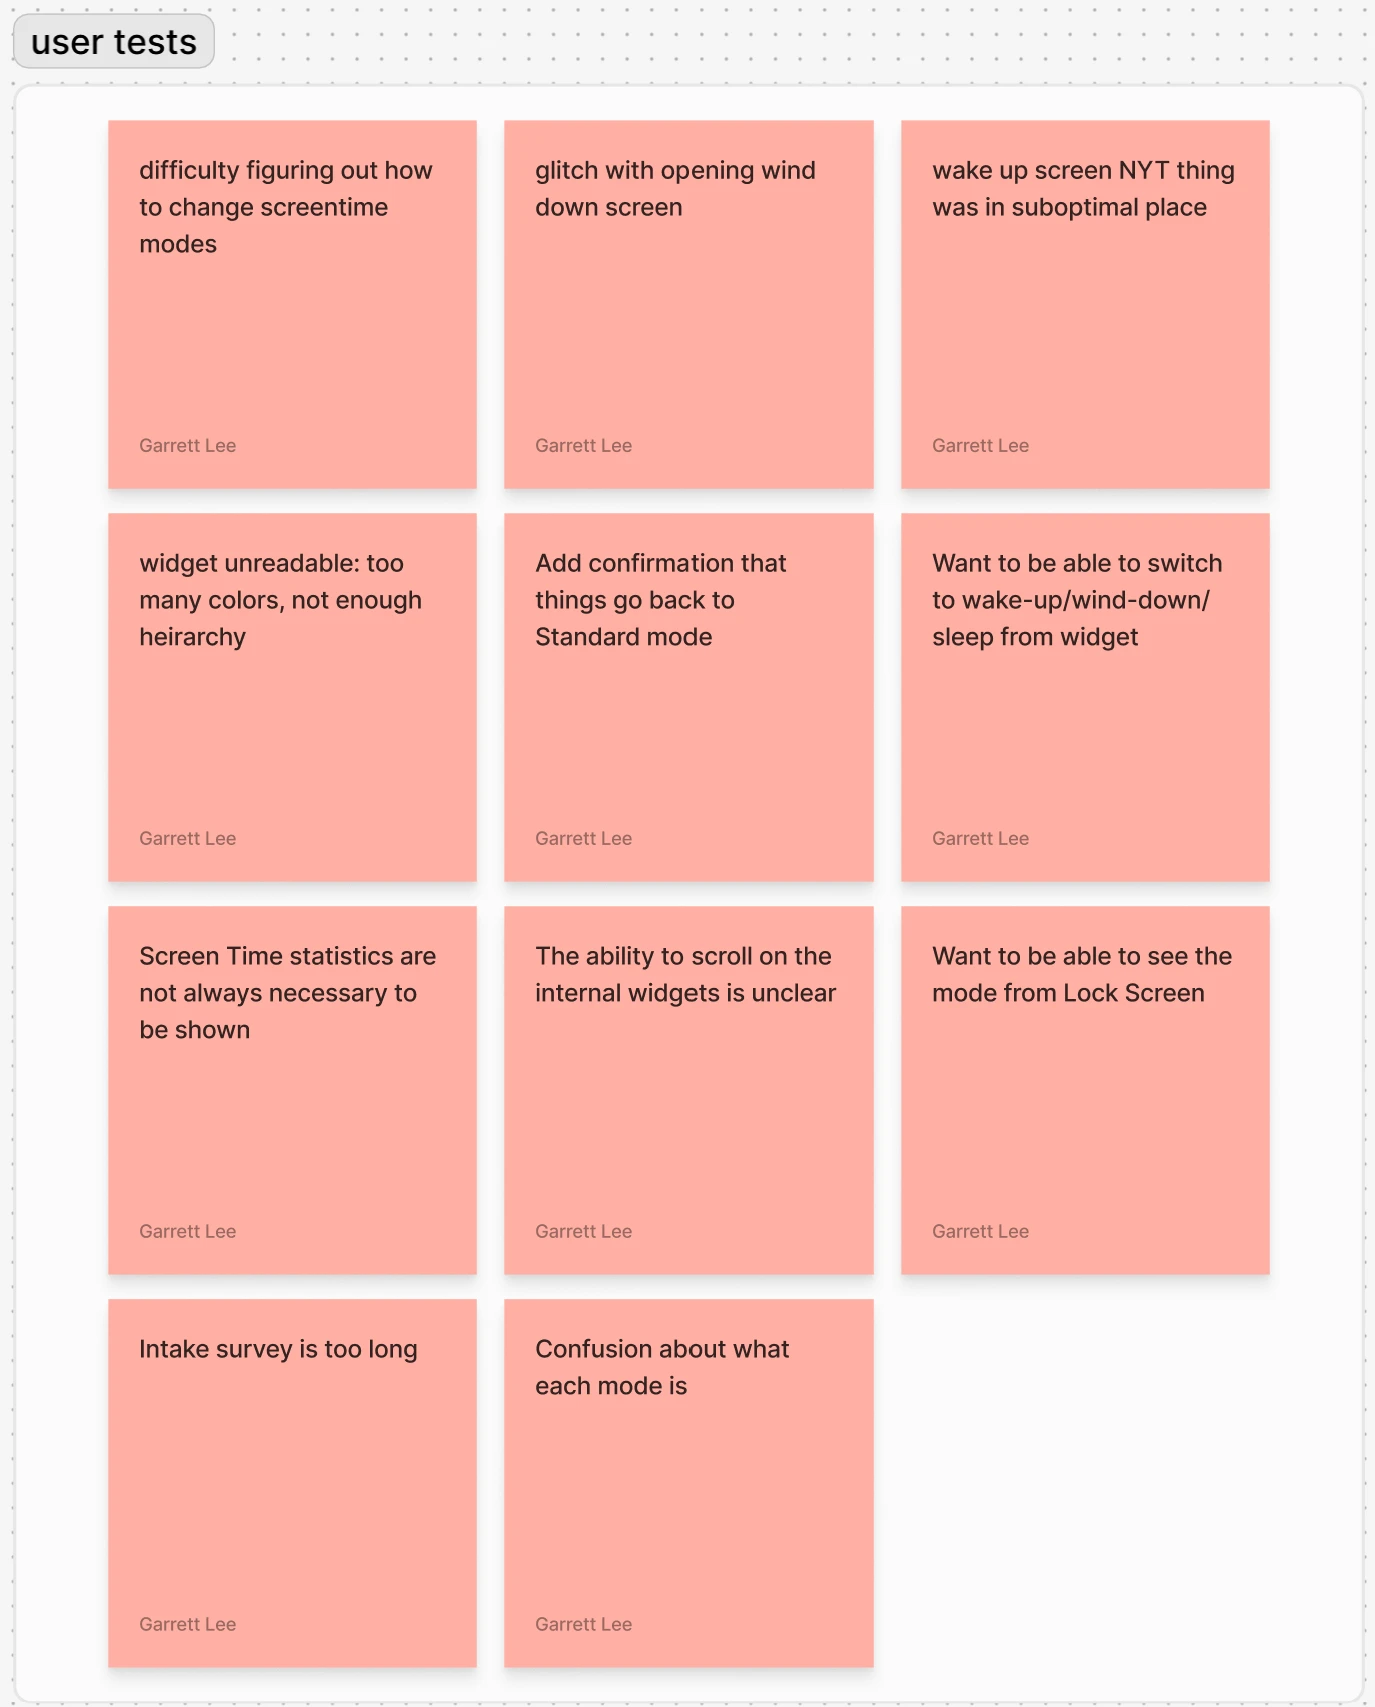 user tests
difficulty figuring out how
to change screentime
modes
Garrett Lee
glitch with opening wind
down screen
Garrett Lee
wake up screen NYT thing
was in suboptimal place
Garrett Lee
widget unreadable: too
many colors, not enough
heirarchy
Garrett Lee
Add confirmation that
things go back to
Standard mode
Garrett Lee
Want to be able to switch
to wake-up/wind-down/
sleep from widget
Garrett Lee
Screen Time statistics are
not always necessary to
be shown
Garrett Lee
The ability to scroll on the
internal widgets is unclear
Garrett Lee
Want to be able to see the
mode from Lock Screen
Garrett Lee
Intake survey is too long
Garrett Lee
Confusion about what
each mode is
Garrett Lee